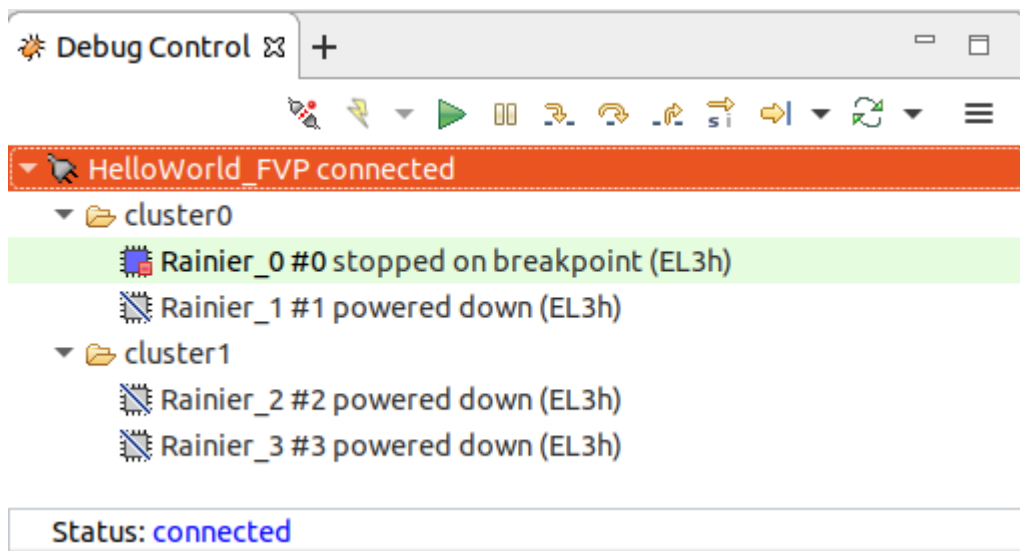 Debug Control
HelloWorld_FVP connected
cluster0
Rainier_0 #0 stopped on breakpoint (EL3h)
Rainier_1 #1 powered down (EL3h)
cluster1
Rainier_2 #2 powered down (EL3h)
Rainier_3 #3 powered down (EL3h)
Status: connected